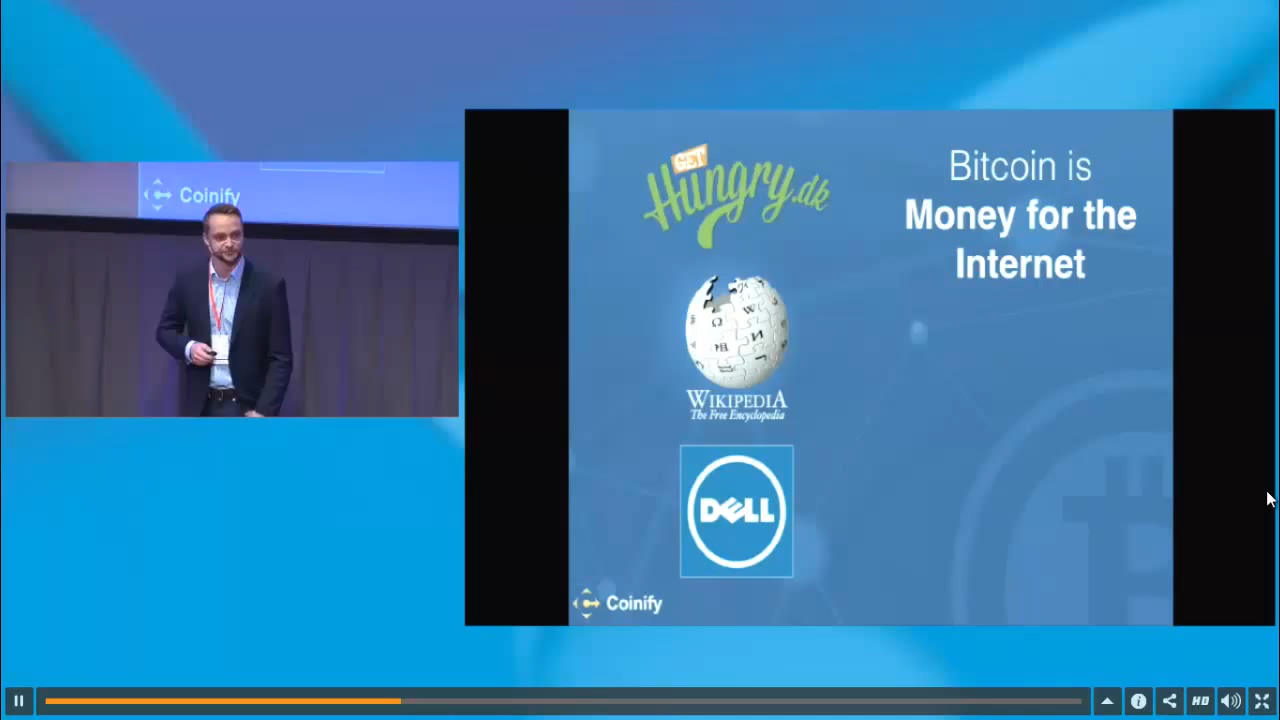 Coinify
GET
Hungry.dk
Bitcoin is
Money for the
Internet
WIKIPEDIA
The Free Encyclopedia
DELL
Coinify
HD